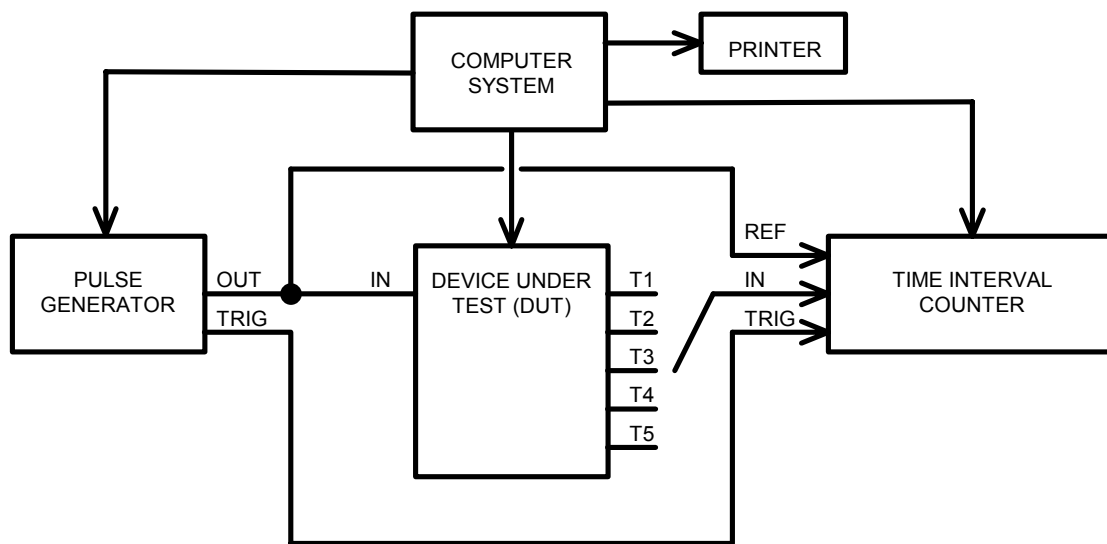 COMPUTER
SYSTEM
PRINTER
PULSE
GENERATOR
OUT
TRIG
IN
DEVICE UNDER
TEST (DUT)
T1
T2
T3
T4
T5
REF
IN
TRIG
TIME INTERVAL
COUNTER